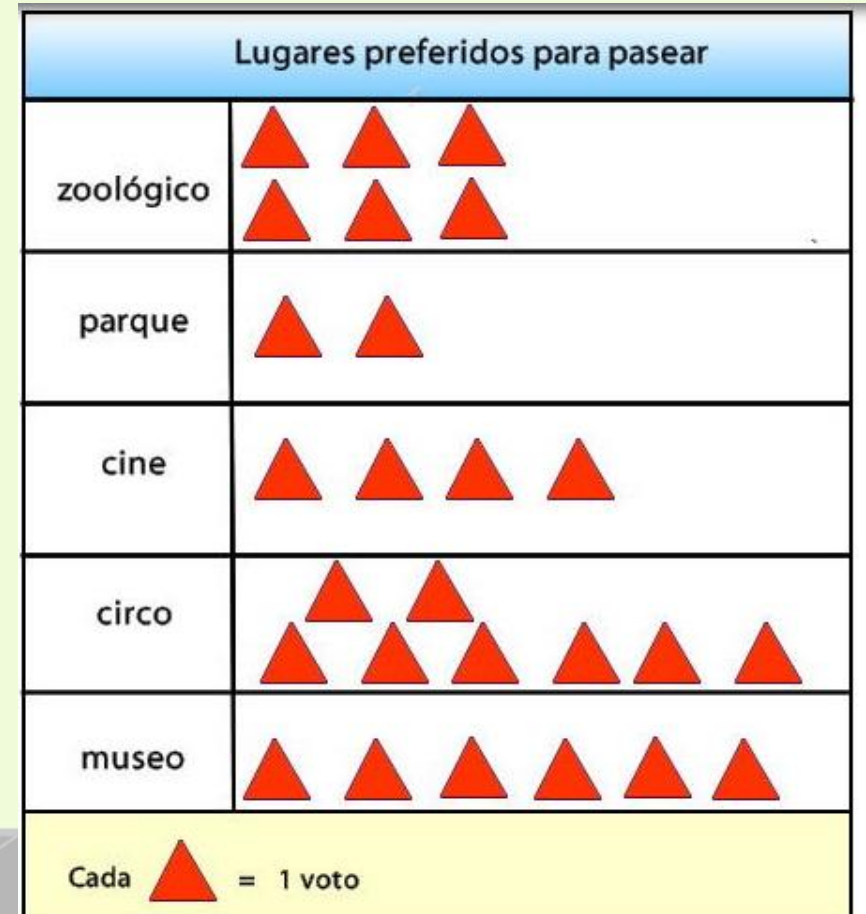 Lugares preferidos para pasear
zoológico
parque
cine
circo
museo
Cada = 1 voto